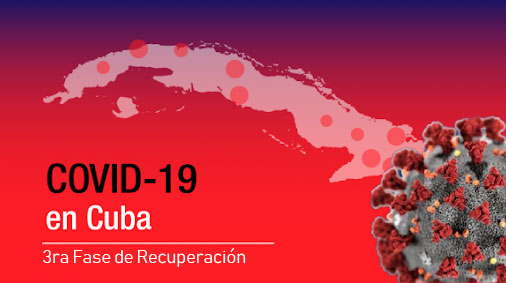 COVID-19
en Cuba
3ra Fase de Recuperación